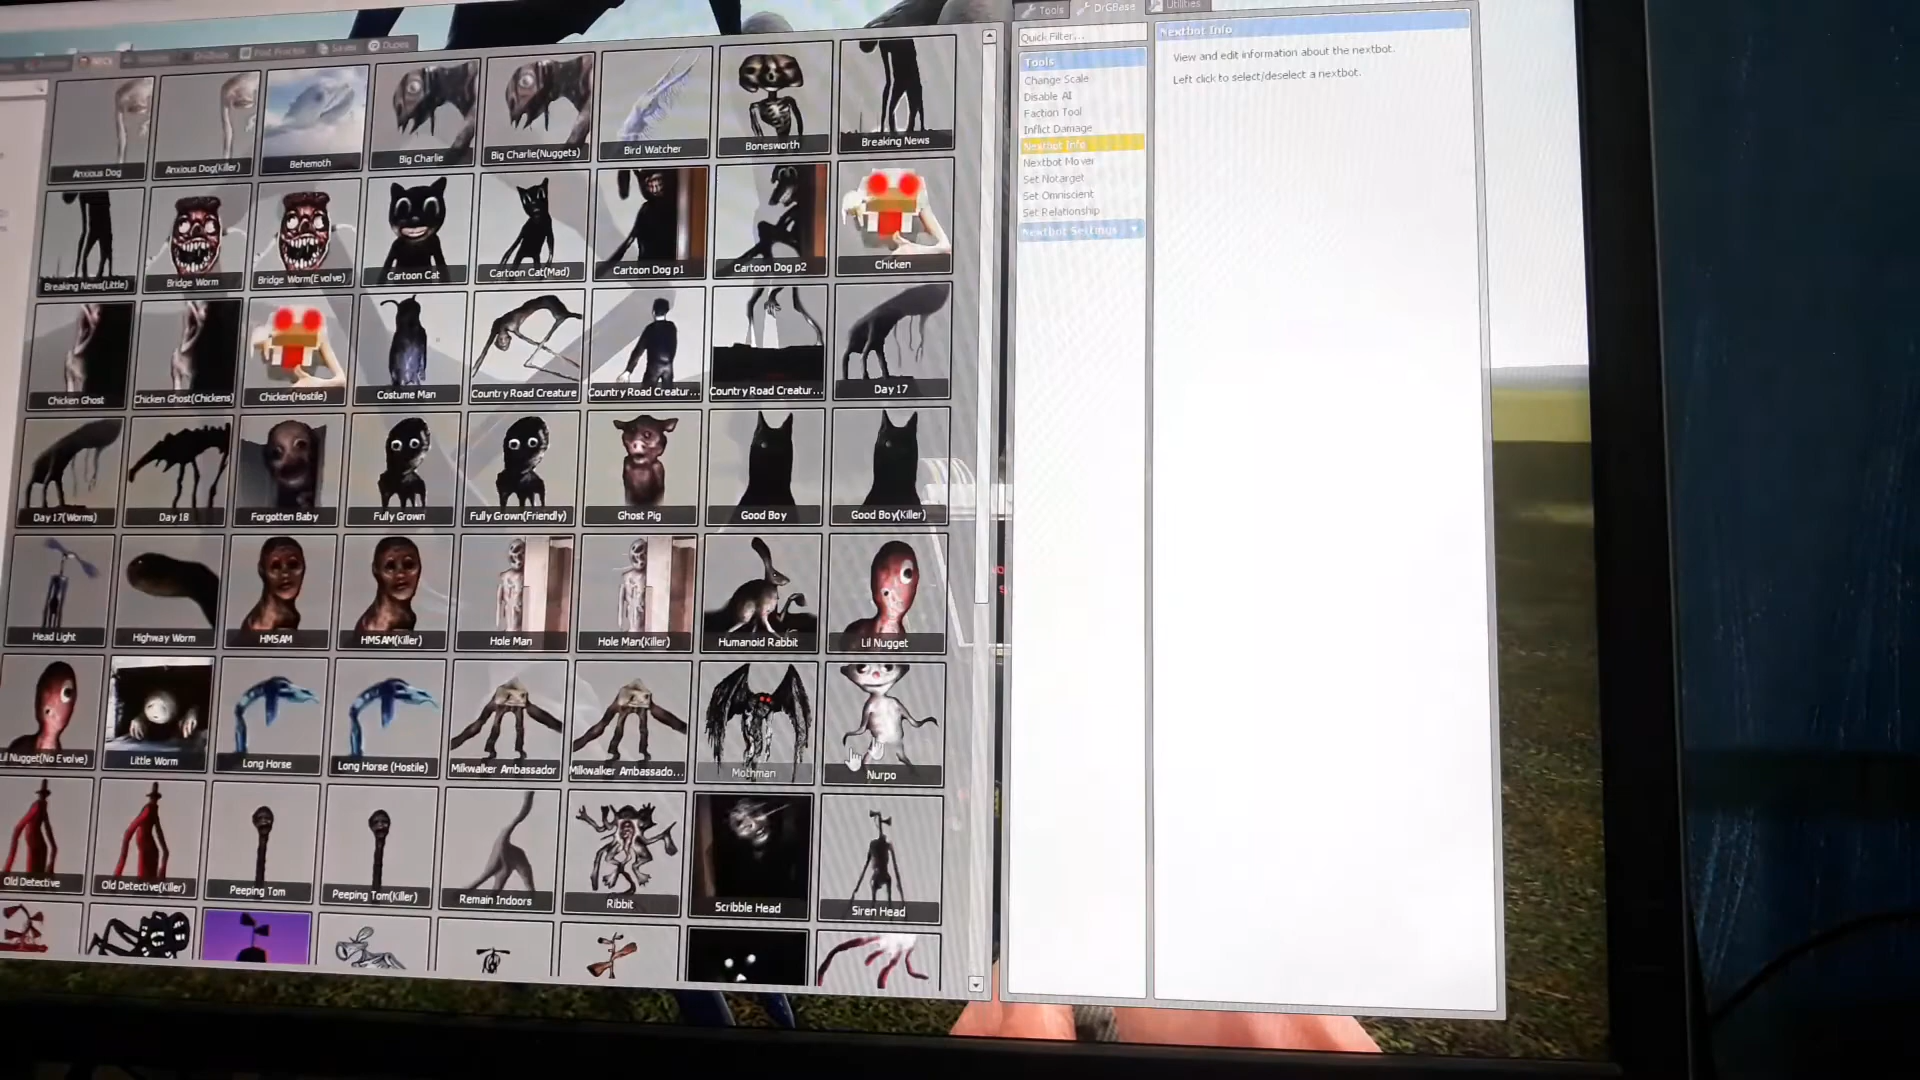 Post Process
Saves
Dupes
Anxious Dog
Anxious Dog(Killer)
Behemoth
Big Charlie
Big Charlie(Nuggets)
Bird Watcher
Bonesworth
Breaking News
Breaking News(Little)
Bridge Worm
Bridge Worm(Evolve)
Cartoon Cat
Cartoon Cat(Mad)
Cartoon Dog p1
Cartoon Dog p2
Chicken
Chicken Ghost
Chicken Ghost(Chickens)
Chicken(Hostile)
Costume Man
Country Road Creature
Country Road Creatur...
Country Road Creatur...
Day 17
Day 17(Worms)
Day 18
Forgotten Baby
Fully Grown
Fully Grown(Friendly)
Ghost Pig
Good Boy
Good Boy(Killer)
Head Light
Highway Worm
HMSAM
HMSAM(Killer)
Hole Man
Hole Man(Killer)
Humanoid Rabbit
Lil Nugget
Lil Nugget(No Evolve)
Little Worm
Long Horse
Long Horse (Hostile)
Milkwalker Ambassador
Milkwalker Ambassado...
Mothman
Nurpo
Old Detective
Old Detective(Killer)
Peeping Tom
Peeping Tom(Killer)
Remain Indoors
Ribbit
Scribble Head
Siren Head
Tools
DrGBase
Utilities
Quick Filter...
Tools
Change Scale
Disable AI
Faction Tool
Inflict Damage
Nextbot Info
Nextbot Mover
Set Notarget
Set Omniscient
Set Relationship
Nextbot Settings
Nextbot Info
View and edit information about the nextbot.
Left click to select/deselect a nextbot.